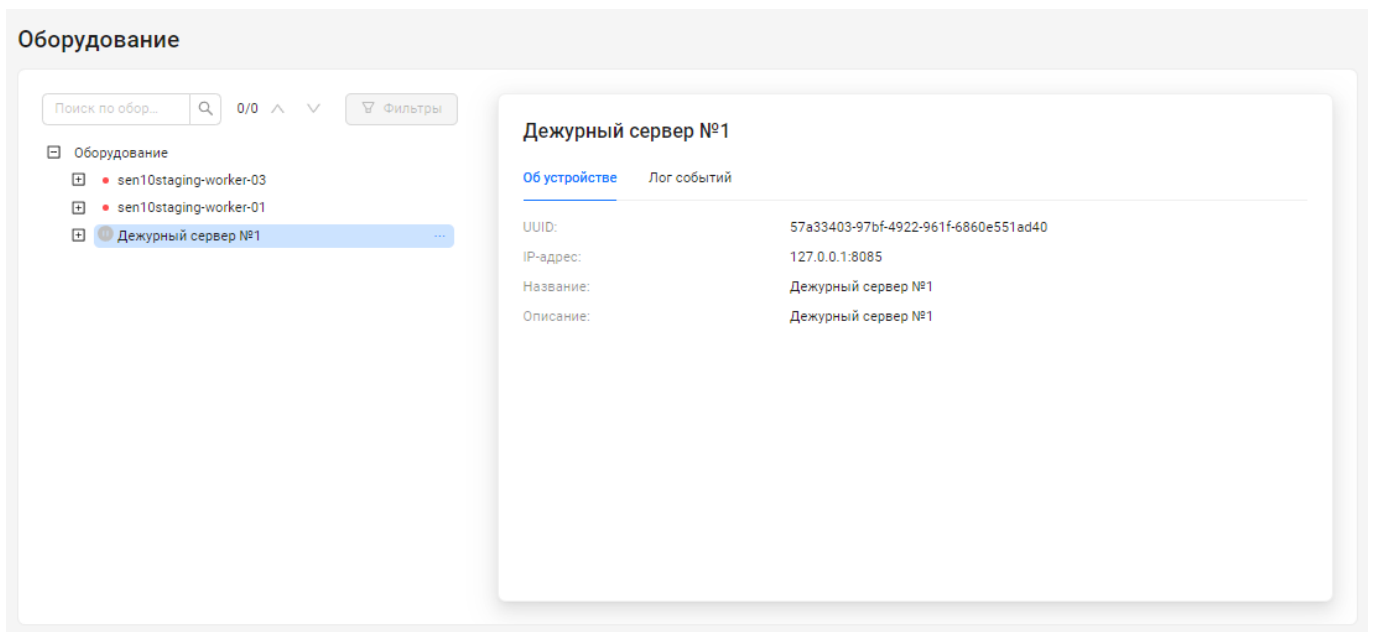 Оборудование
Поиск по обор...
0/0
Фильтры
Оборудование
sen10staging-worker-03
sen10staging-worker-01
Дежурный сервер №1
Дежурный сервер №1
Об устройстве Лог событий
UUID: 57a33403-97bf-4922-961f-6860e551ad40
IP-адрес: 127.0.0.1:8085
Название: Дежурный сервер №1
Описание: Дежурный сервер №1